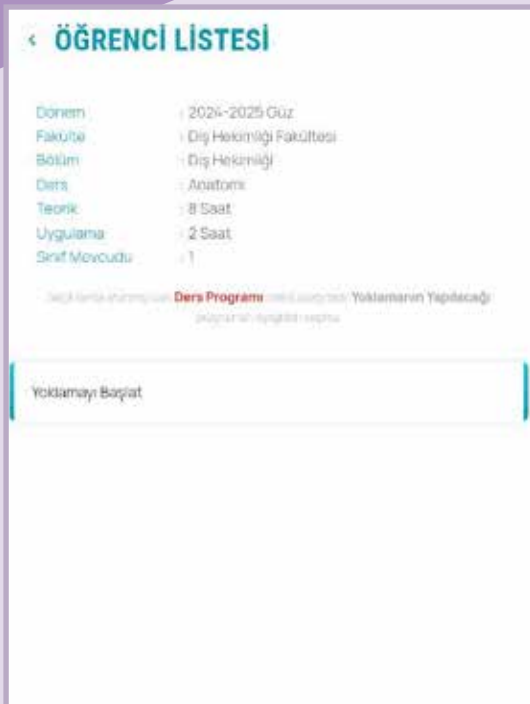 ‹ ÖĞRENCİ LİSTESİ
Dönem : 2024-2025 Güz
Fakülte : Diş Hekimliği Fakültesi
Bölüm : Diş Hekimliği
Ders : Anatomi
Teorik : 8 Saat
Uygulama : 2 Saat
Sınıf Mevcudu : 1
Ders Programı Yoklamanın Yapılacağı
Yoklamayı Başlat